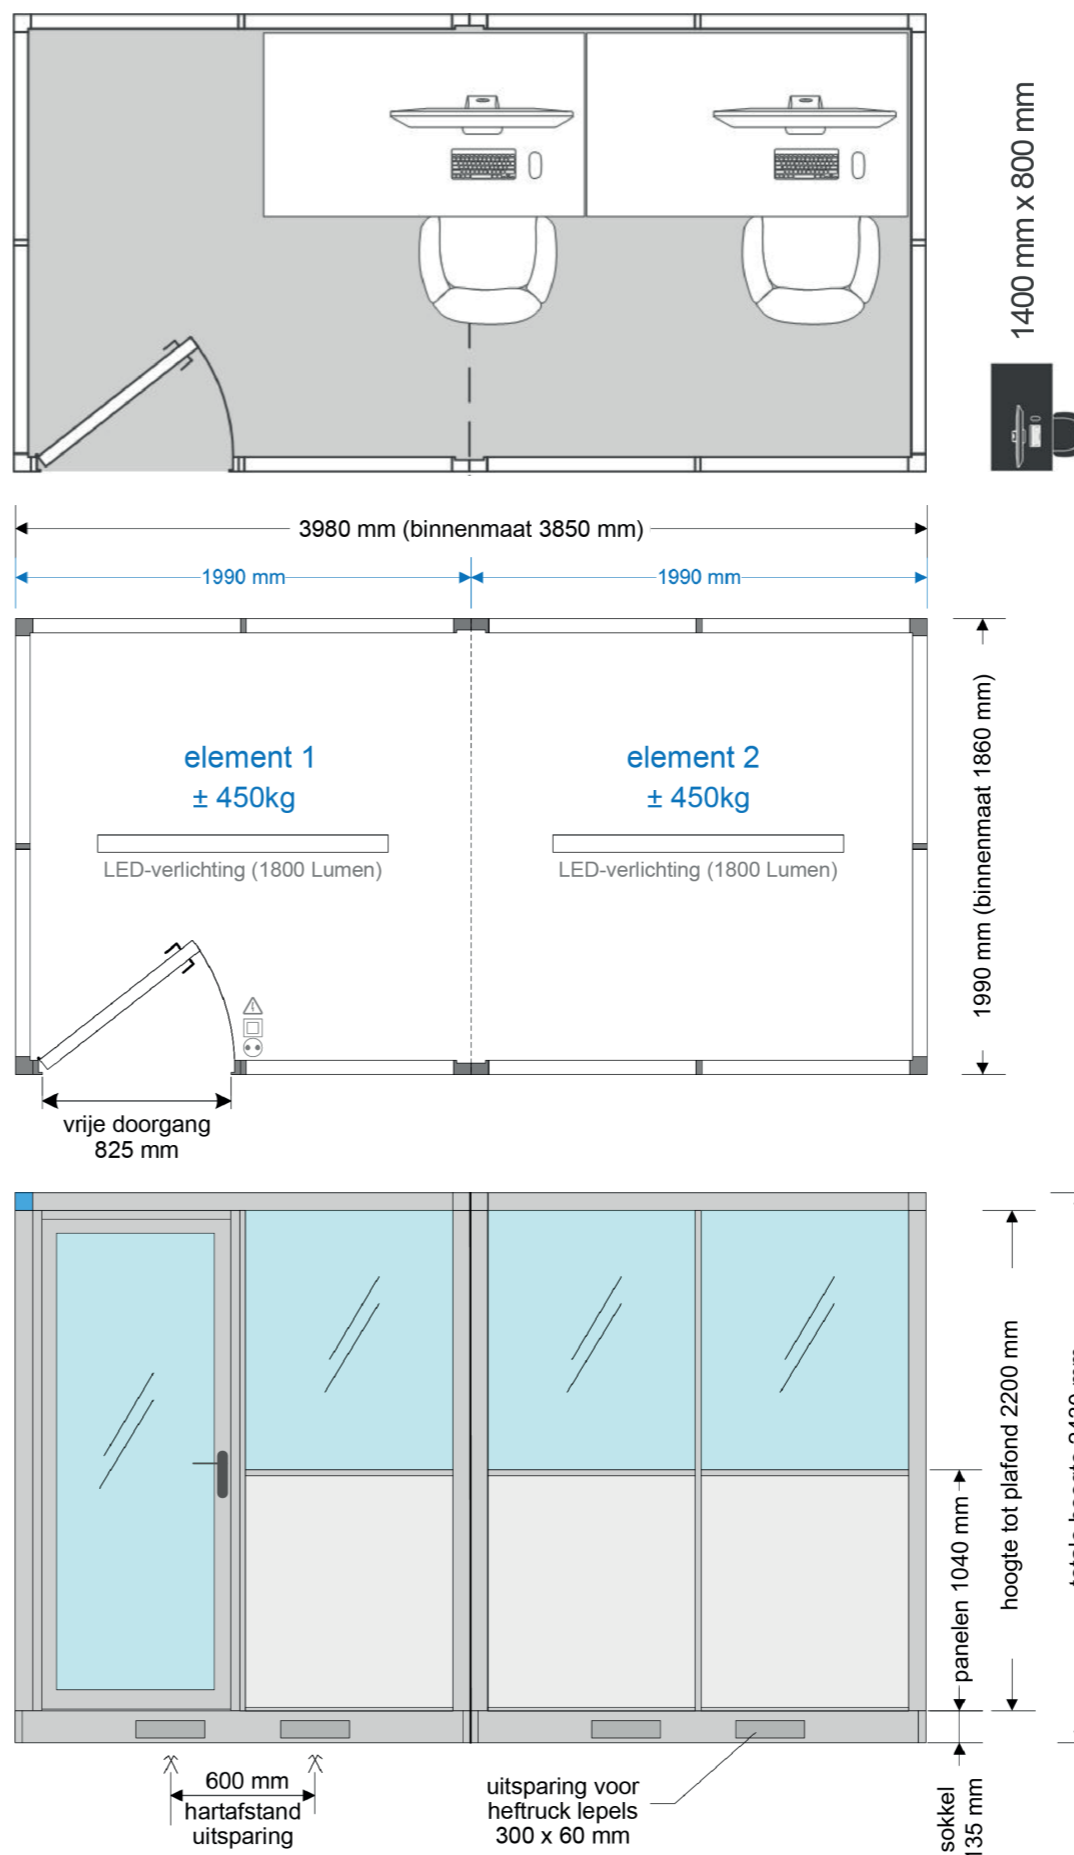 1400 mm x 800 mm
3980 mm (binnenmaat 3850 mm)
1990 mm
1990 mm
element 1
± 450kg
element 2
± 450kg
LED-verlichting (1800 Lumen)
LED-verlichting (1800 Lumen)
1990 mm (binnenmaat 1860 mm)
vrije doorgang
825 mm
hoogte tot plafond 2200 mm
panelen 1040 mm
sokkel
135 mm
600 mm
hartafstand
uitsparing
uitsparing voor
heftruck lepels
300 x 60 mm